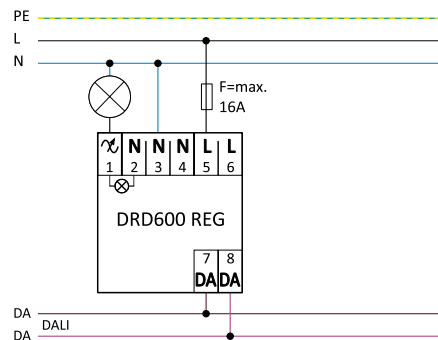 PE
L
N
F=max.
16A
N N N L L
1 2 3 4 5 6
DRD600 REG
7 8
DA DA
DA
DALI
DA